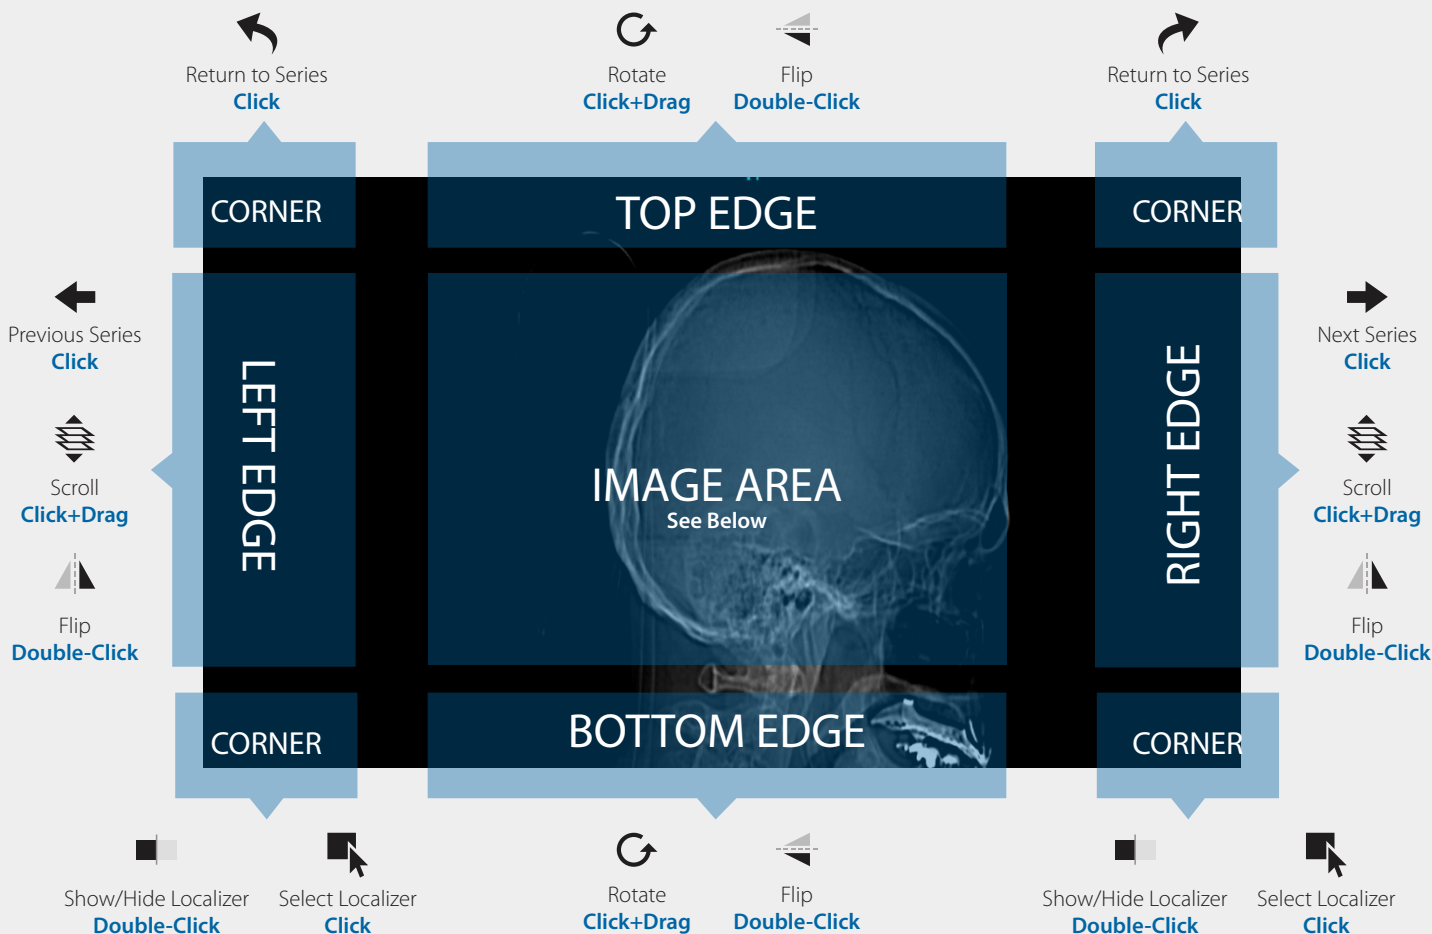 Return to Series
Click
Rotate
Click+Drag
Flip
Double-Click
Return to Series
Click
CORNER
TOP EDGE
CORNER
Previous Series
Click
Scroll
Click+Drag
Flip
Double-Click
LEFT EDGE
IMAGE AREA
See Below
RIGHT EDGE
Next Series
Click
Scroll
Click+Drag
Flip
Double-Click
CORNER
BOTTOM EDGE
CORNER
Show/Hide Localizer
Double-Click
Select Localizer
Click
Rotate
Click+Drag
Flip
Double-Click
Show/Hide Localizer
Double-Click
Select Localizer
Click